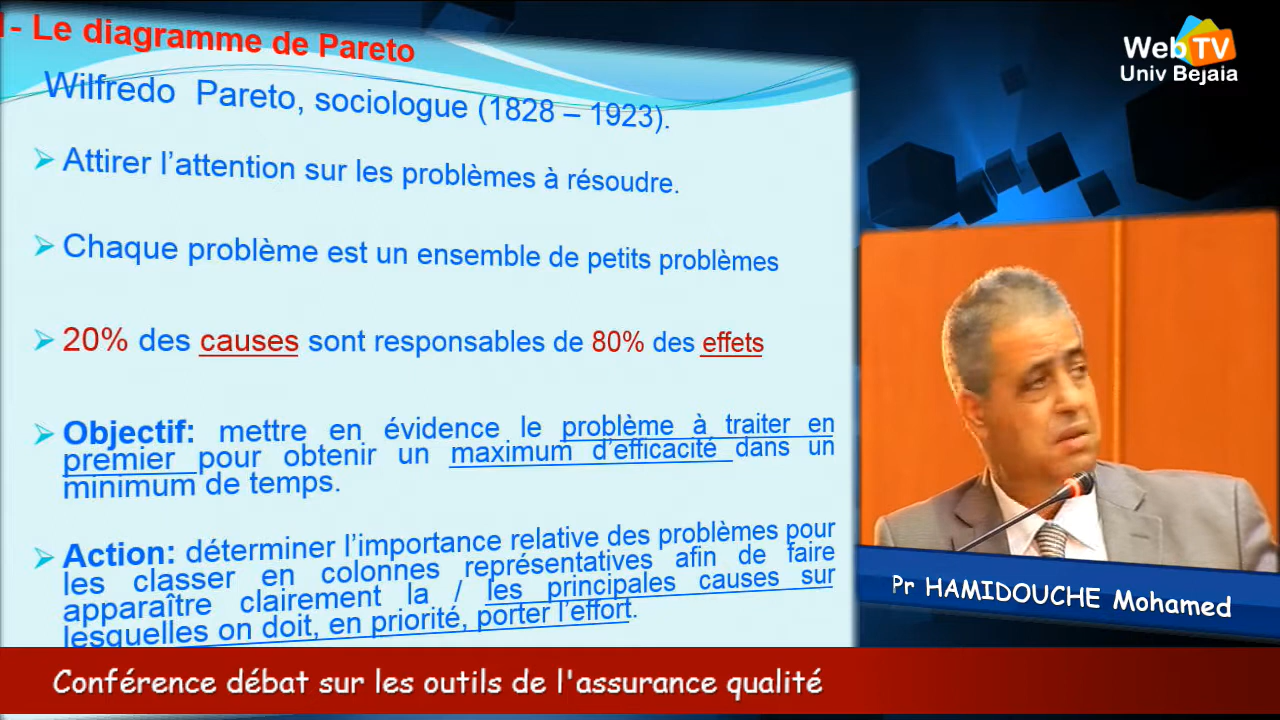 1- Le diagramme de Pareto
Wilfredo Pareto, sociologue (1828 – 1923).
Attirer l'attention sur les problèmes à résoudre.
Chaque problème est un ensemble de petits problèmes
20% des causes sont responsables de 80% des effets
Objectif: mettre en évidence le problème à traiter en
premier pour obtenir un maximum d'efficacité dans un
minimum de temps.
Action: déterminer l'importance relative des problèmes pour
les classer en colonnes représentatives afin de faire
apparaître clairement la / les principales causes sur
lesquelles on doit, en priorité, porter l'effort.
Web TV
Univ Bejaia
Pr HAMIDOUCHE Mohamed
Conférence débat sur les outils de l'assurance qualité